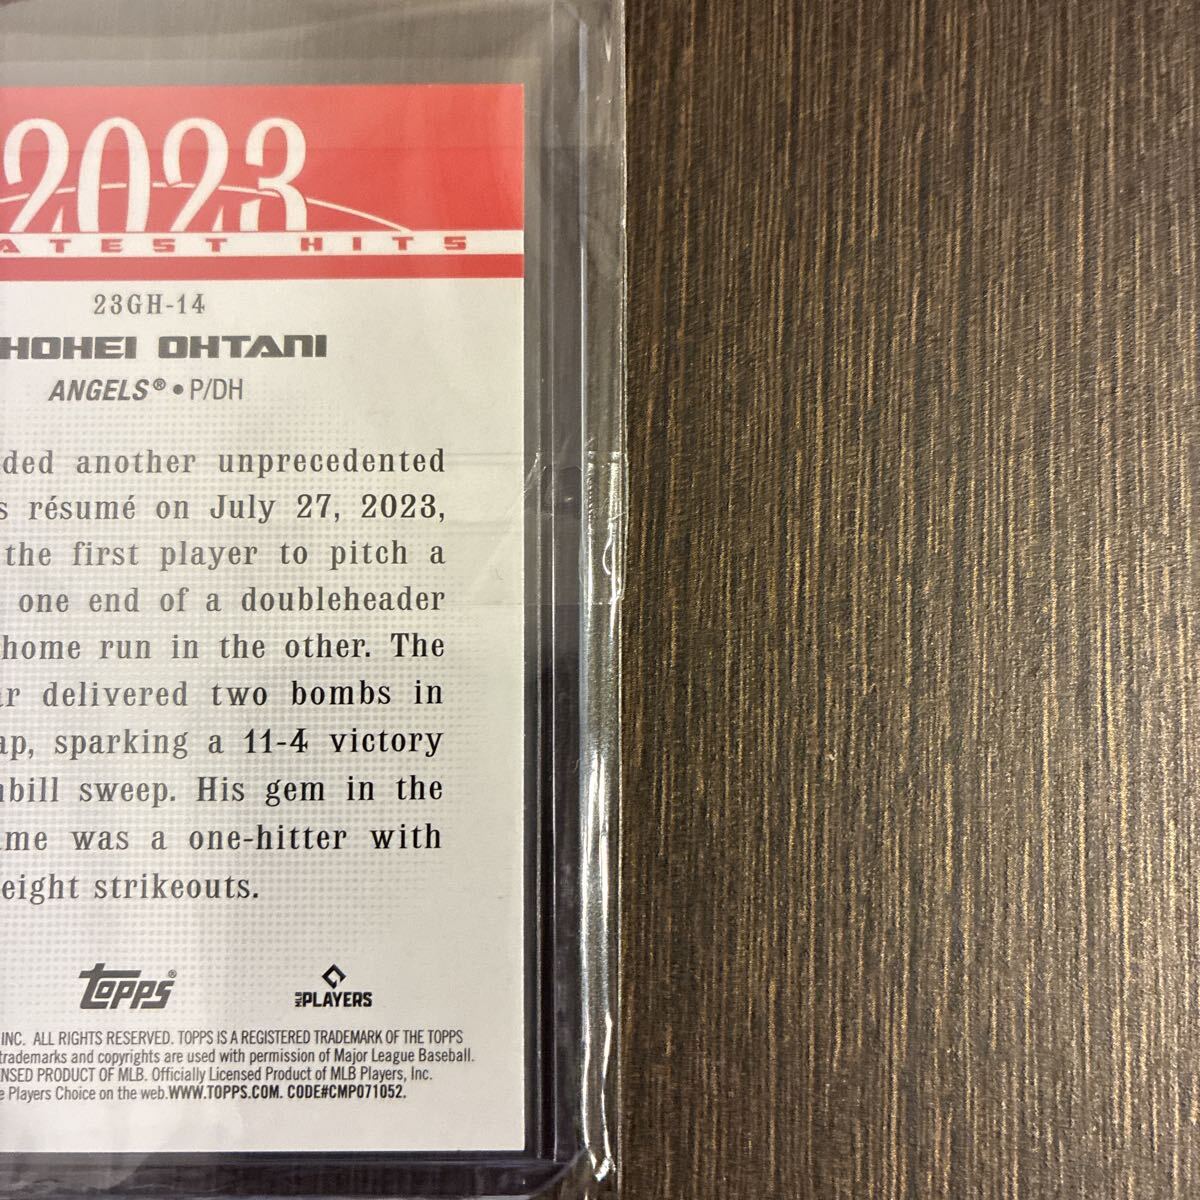 2023
ATEST HITS
23GH-14
HOHEI OHTANI
ANGELS® • P/DH
ded another unprecedented
s résumé on July 27, 2023,
the first player to pitch a
one end of a doubleheader
home run in the other. The
ar delivered two bombs in
ap, sparking a 11-4 victory
nbill sweep. His gem in the
ame was a one-hitter with
eight strikeouts.
topps®
MLB PLAYERS
INC. ALL RIGHTS RESERVED. TOPPS IS A REGISTERED TRADEMARK OF THE TOPPS
trademarks and copyrights are used with permission of Major League Baseball.
NSED PRODUCT OF MLB. Officially Licensed Product of MLB Players, Inc.
e Players Choice on the web.WWW.TOPPS.COM. CODE#CMP071052.